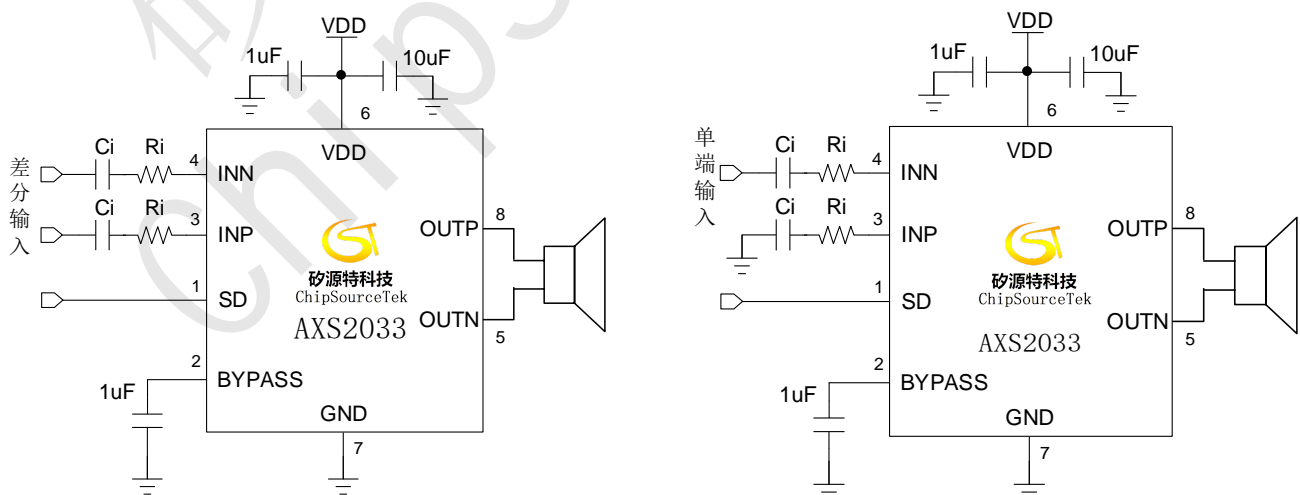 VDD
1uF
10uF
6
VDD
差分输入
Ci
Ri
4
INN
Ci
Ri
3
INP
1
SD
2
BYPASS
1uF
GND
7
OUTP
8
OUTN
5
矽源特科技
ChipSourceTek
AXS2033
VDD
1uF
10uF
6
VDD
单端输入
Ci
Ri
4
INN
Ci
Ri
3
INP
1
SD
2
BYPASS
1uF
GND
7
OUTP
8
OUTN
5
矽源特科技
ChipSourceTek
AXS2033
Chips